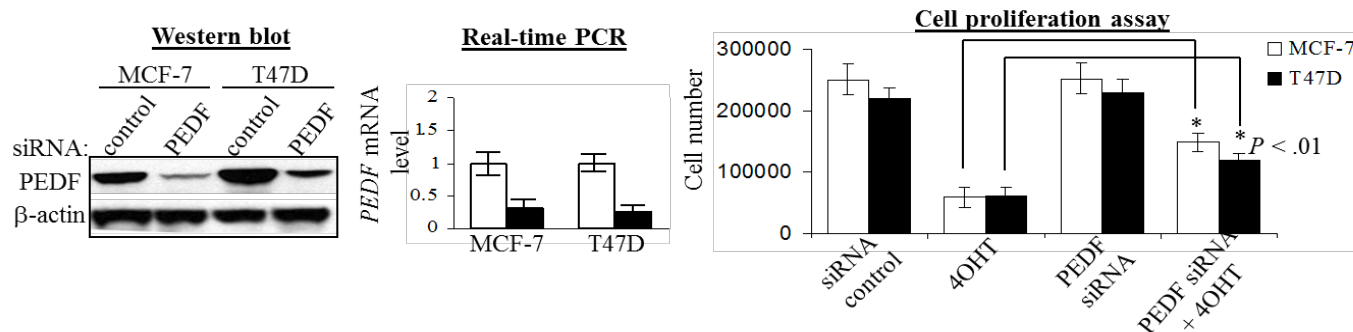 Western blot
MCF-7 T47D
control PEDF control PEDF
siRNA:
PEDF
β-actin
Real-time PCR
PEDF mRNA
level
2
1.5
1
0.5
0
MCF-7 T47D
Cell proliferation assay
Cell number
300000
200000
100000
0
MCF-7
T47D
*
* P < .01
siRNA
control
4OHT
PEDF
siRNA
PEDF siRNA
+ 4OHT